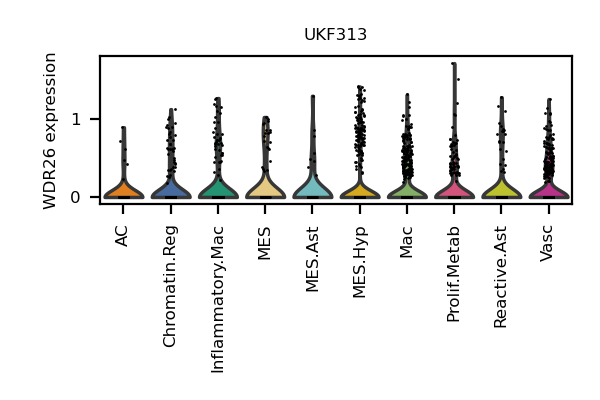 UKF313
WDR26 expression
1
0
AC
Chromatin.Reg
Inflammatory.Mac
MES
MES.Ast
MES.Hyp
Mac
Prolif.Metab
Reactive.Ast
Vasc